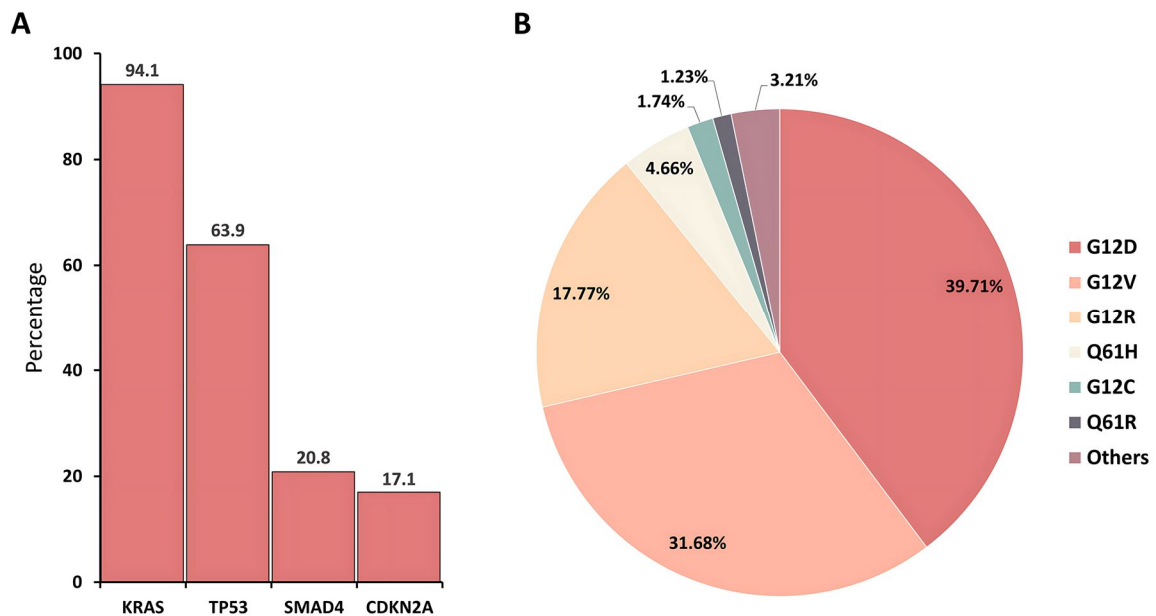 A
Percentage
100
80
60
40
20
0
94.1
63.9
20.8
17.1
KRAS
TP53
SMAD4
CDKN2A
B
39.71%
31.68%
17.77%
4.66%
1.74%
1.23%
3.21%
G12D
G12V
G12R
Q61H
G12C
Q61R
Others